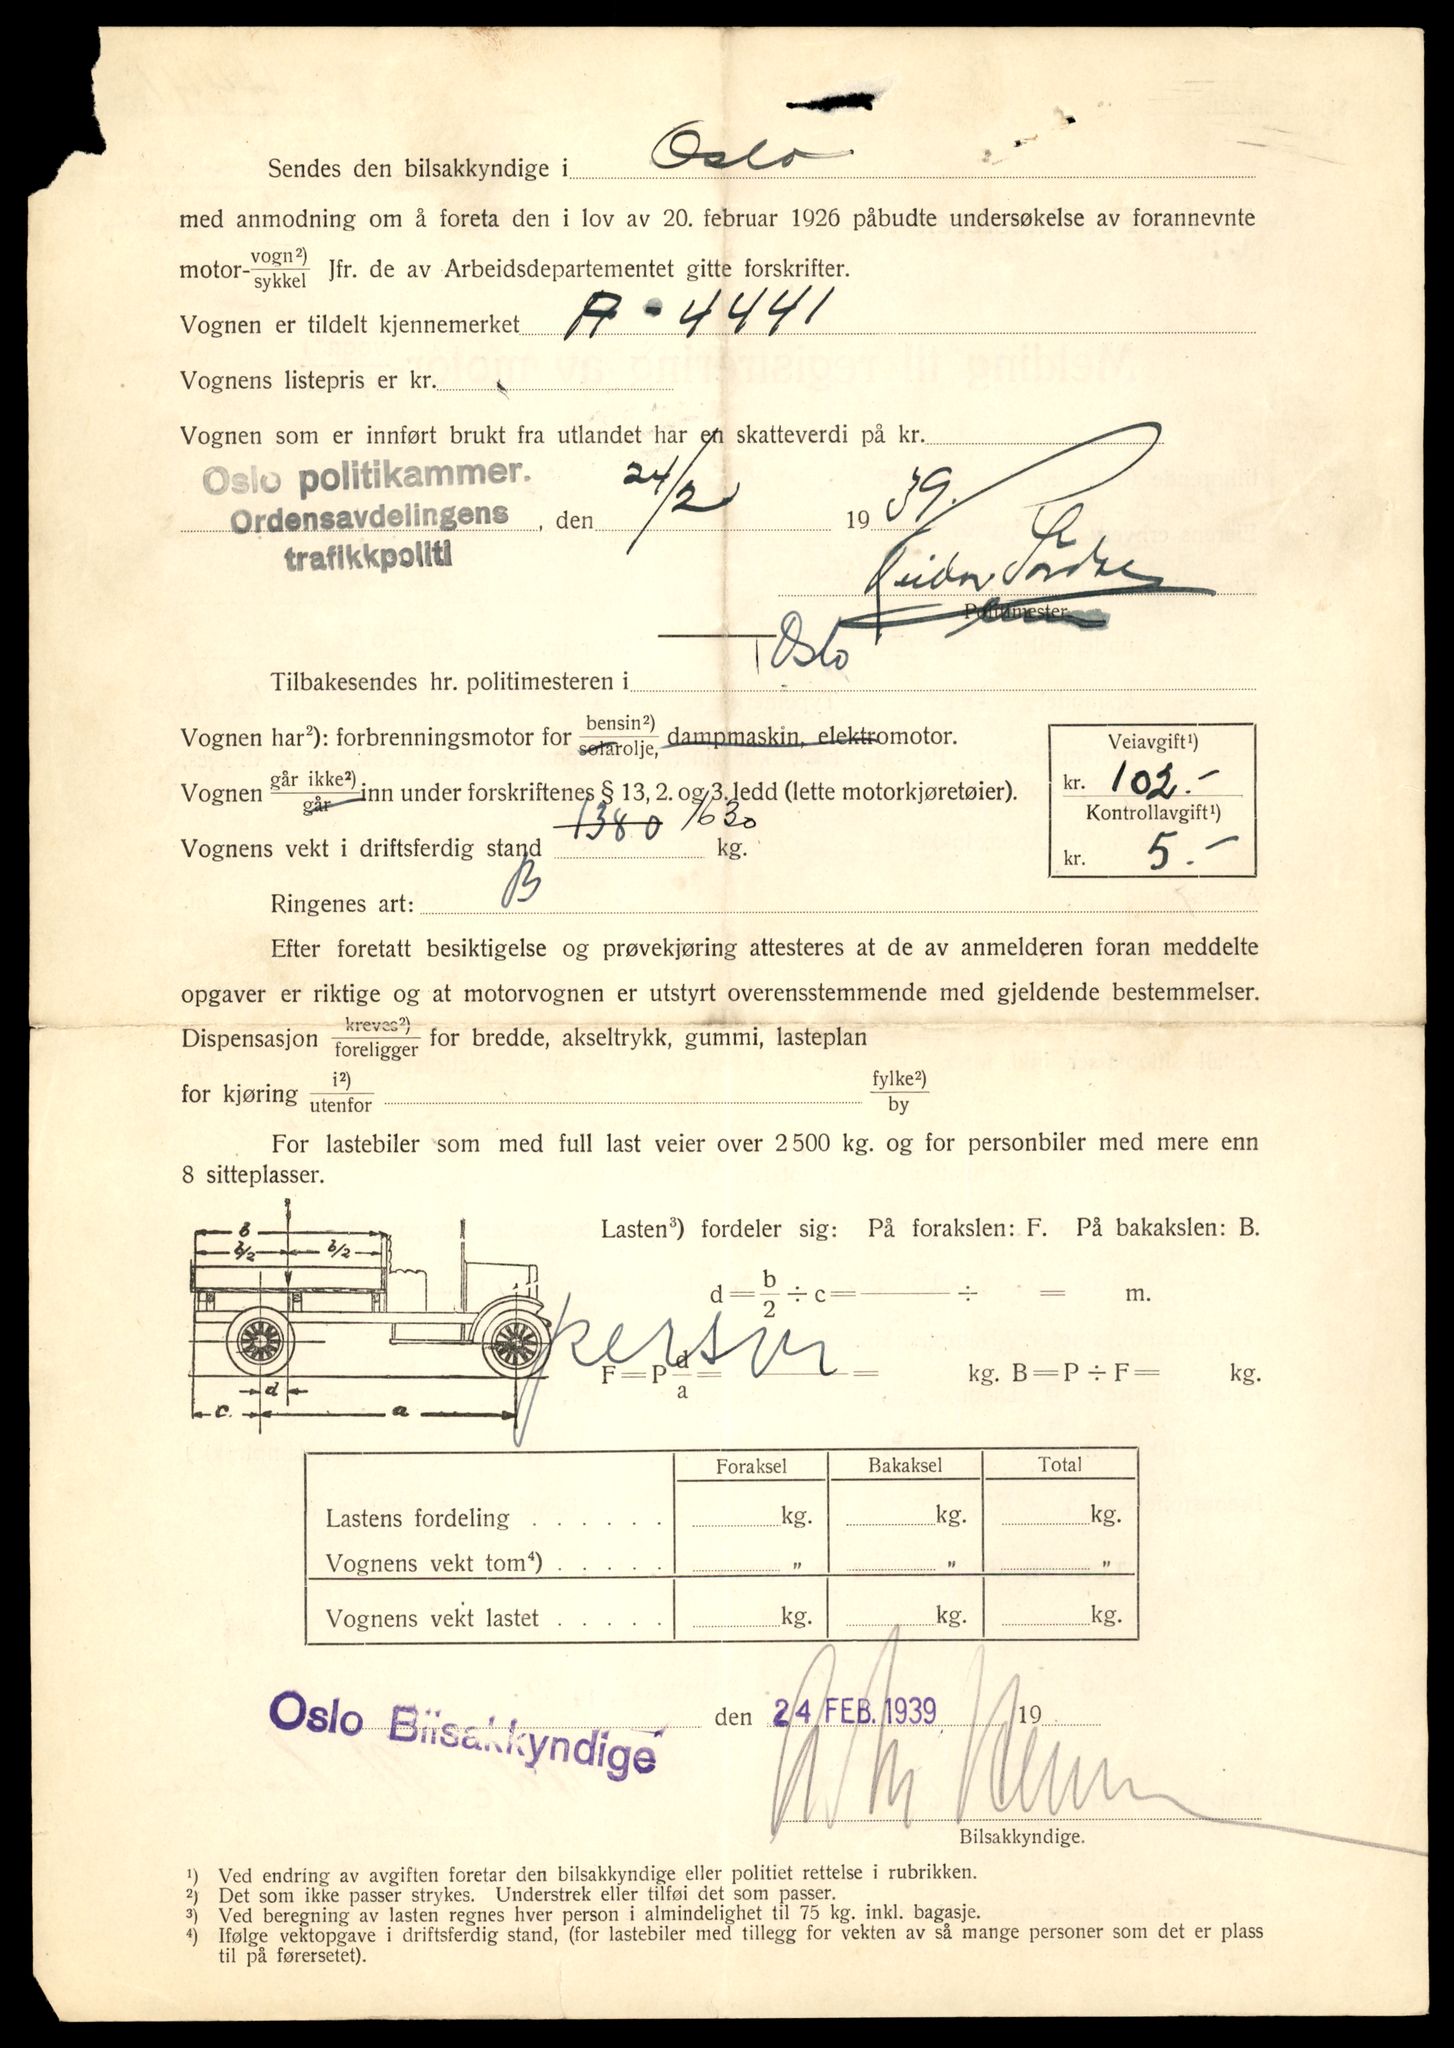 Sendes den bilsakkyndige i Oslo
med anmodning om å foreta den i lov av 20. februar 1926 påbudte undersøkelse av forannevnte
motor-vogn²)/sykkel Jfr. de av Arbeidsdepartementet gitte forskrifter.
Vognen er tildelt kjennemerket A-4441
Vognens listepris er kr.
Vognen som er innført brukt fra utlandet har en skatteverdi på kr.
Oslo politikammer.
Ordensavdelingens
trafikkpoliti
, den 24/2 19 39.
Reidar
Politimester
Tilbakesendes hr. politimesteren i Oslo
Vognen har²): forbrenningsmotor for bensin²)/solarolje, dampmaskin, elektromotor.
Vognen går ikke²)/går inn under forskriftenes § 13, 2. og 3. ledd (lette motorkjøretøier).
Vognens vekt i driftsferdig stand 1380 1630 kg.
Veiavgift¹)
kr. 102.-
Kontrollavgift¹)
kr. 5.-
Ringenes art: B
Efter foretatt besiktigelse og prøvekjøring attesteres at de av anmelderen foran meddelte
opgaver er riktige og at motorvognen er utstyrt overensstemmende med gjeldende bestemmelser.
Dispensasjon kreves²)/foreligger for bredde, akseltrykk, gummi, lasteplan
for kjøring i²)/utenfor fylke²)/by
For lastebiler som med full last veier over 2500 kg. og for personbiler med mere enn
8 sitteplasser.
b
b/2 b/2
d
c. a
Lasten³) fordeler sig: På forakslen: F. På bakakslen: B.
d = b/2 ÷ c = ÷ = m.
person
F = P d/a = = kg. B = P ÷ F = kg.
Foraksel Bakaksel Total
Lastens fordeling . . . . . . kg. kg. kg.
Vognens vekt tom⁴) . . . . . „ „ „
Vognens vekt lastet . . . . . kg. kg. kg.
Oslo Bilsakkyndige den 24 FEB. 1939 19
Bilsakkyndige.
¹) Ved endring av avgiften foretar den bilsakkyndige eller politiet rettelse i rubrikken.
²) Det som ikke passer strykes. Understrek eller tilføi det som passer.
³) Ved beregning av lasten regnes hver person i almindelighet til 75 kg. inkl. bagasje.
⁴) Ifølge vektopgave i driftsferdig stand, (for lastebiler med tillegg for vekten av så mange personer som det er plass
til på førersetet).